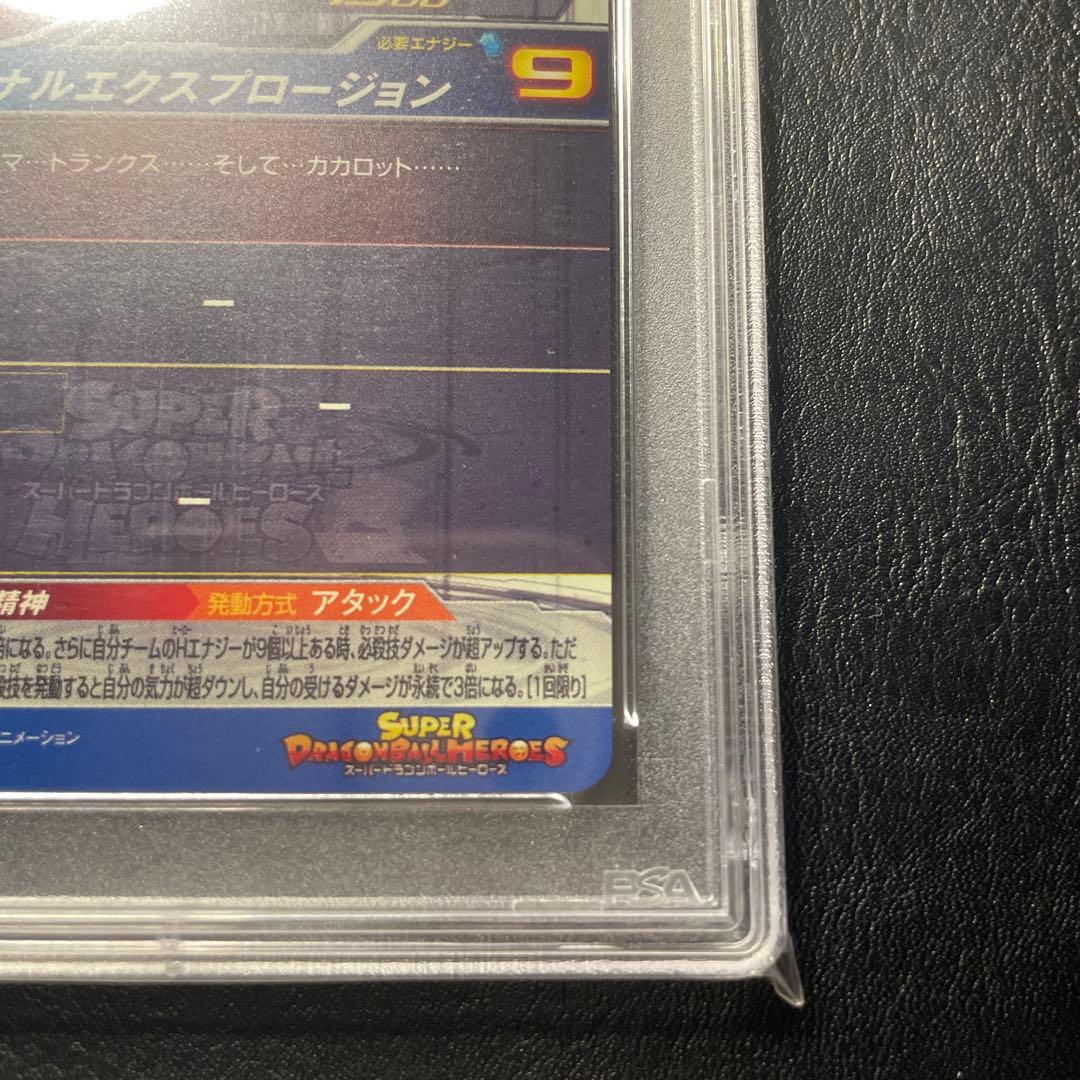 必要エナジー
9
ナルエクスプロージョン
マ…トランクス……そして…カカロット……
SUPER
DRAGONBALL
スーパードラゴンボールヒーローズ
HEROES
精神
発動方式 アタック
倍になる。さらに自分チームのHエナジーが9個以上ある時、必殺技ダメージが超アップする。ただ
殺技を発動すると自分の気力が超ダウンし、自分の受けるダメージが永続で3倍になる。[1回限り]
ニメーション
SUPER
DRAGONBALL HEROES
スーパードラゴンボールヒーローズ
PSA